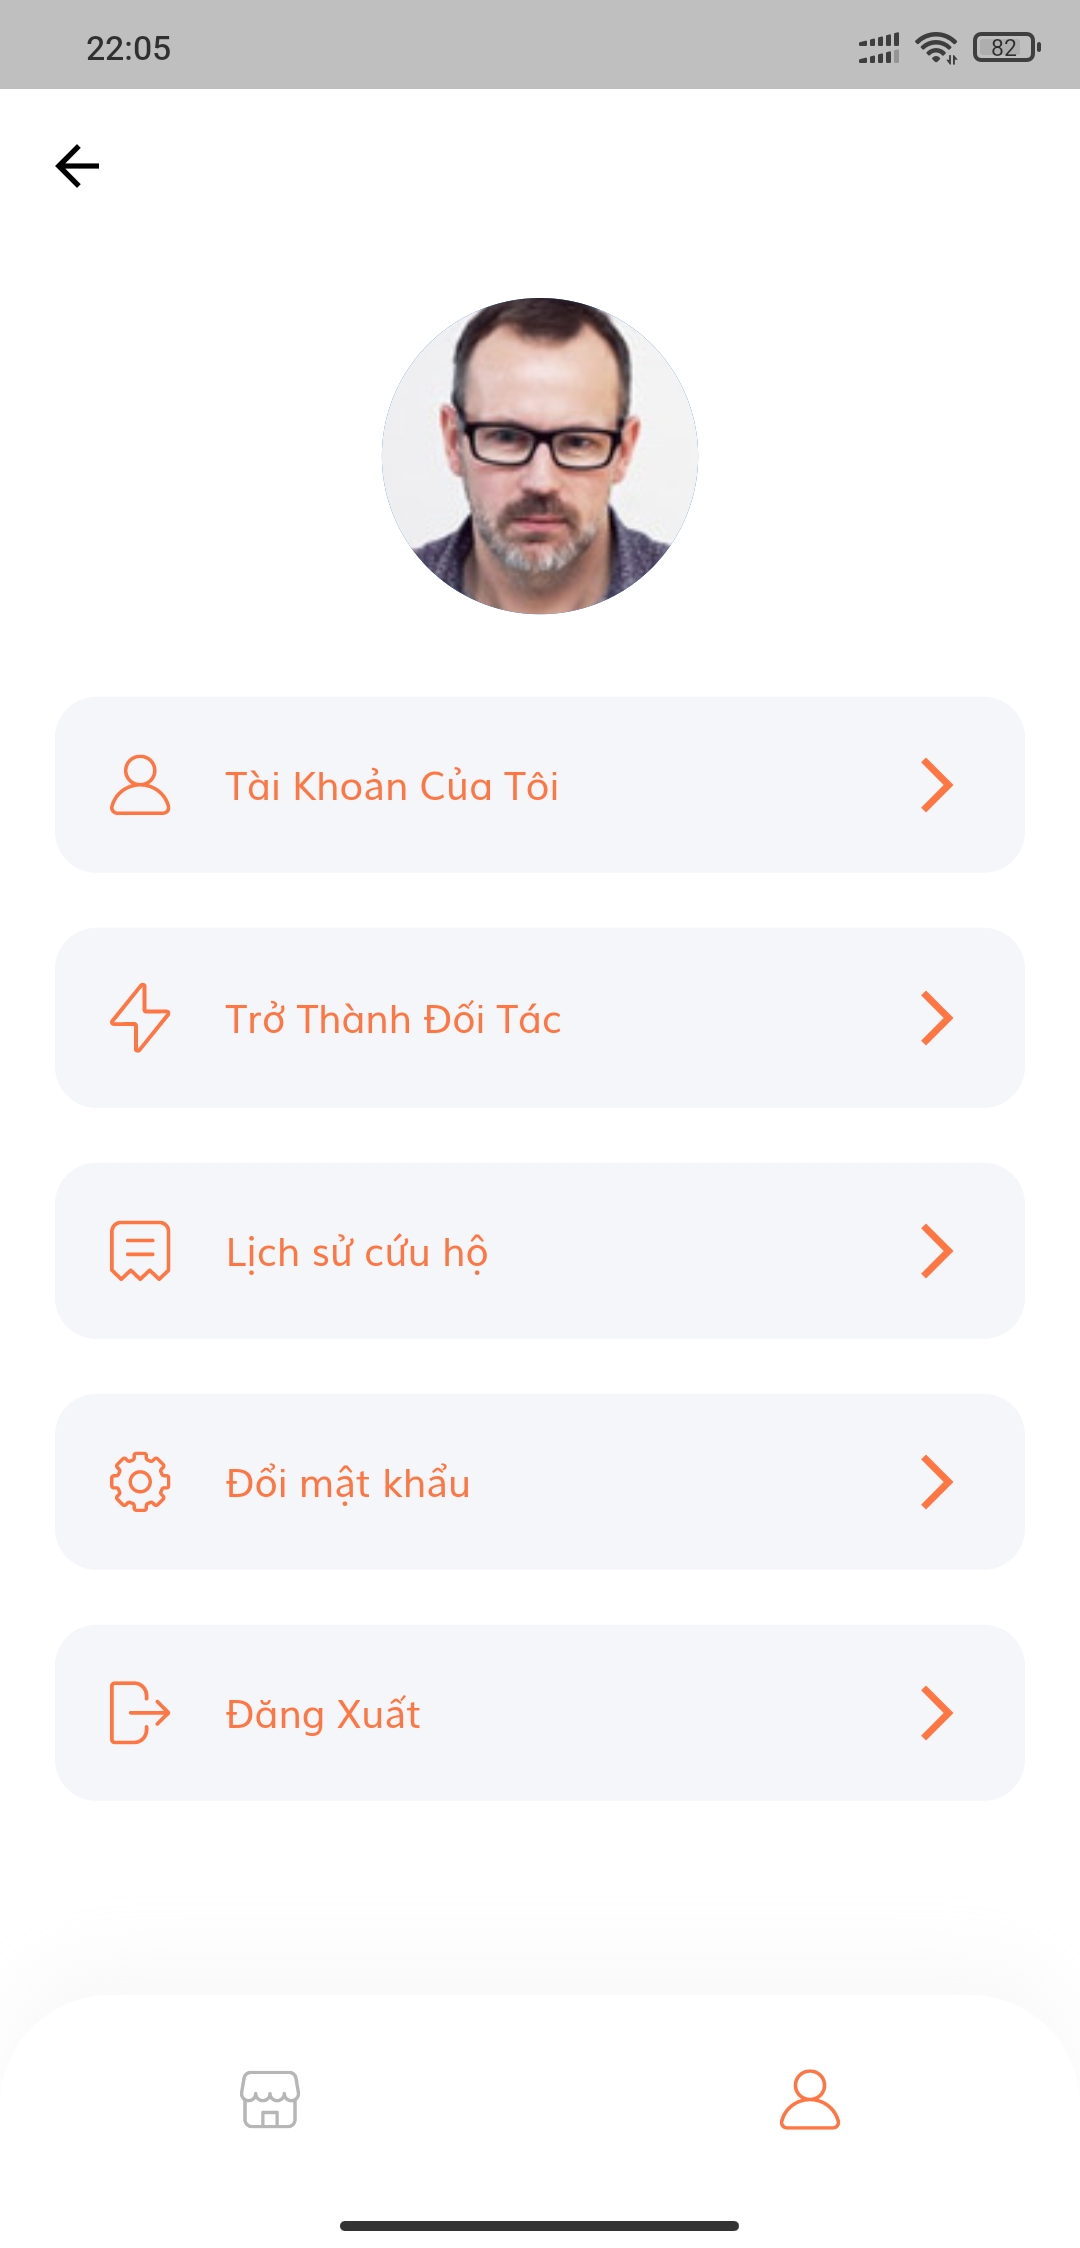 22:05
82
Tài Khoản Của Tôi
Trở Thành Đối Tác
Lịch sử cứu hộ
Đổi mật khẩu
Đăng Xuất